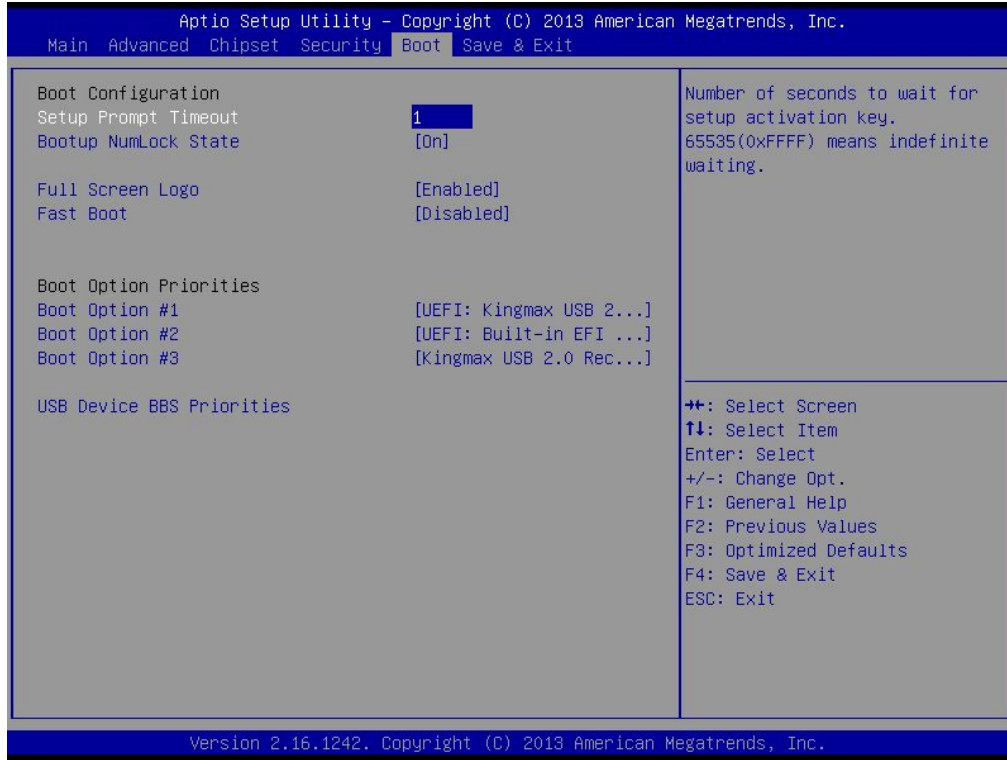 Aptio Setup Utility – Copyright (C) 2013 American Megatrends, Inc.
Main Advanced Chipset Security Boot Save & Exit
Boot Configuration
Setup Prompt Timeout 1
Bootup NumLock State [On]
Full Screen Logo [Enabled]
Fast Boot [Disabled]
Boot Option Priorities
Boot Option #1 [UEFI: Kingmax USB 2...]
Boot Option #2 [UEFI: Built-in EFI ...]
Boot Option #3 [Kingmax USB 2.0 Rec...]
USB Device BBS Priorities
Number of seconds to wait for
setup activation key.
65535(0xFFFF) means indefinite
waiting.
→←: Select Screen
↑↓: Select Item
Enter: Select
+/-: Change Opt.
F1: General Help
F2: Previous Values
F3: Optimized Defaults
F4: Save & Exit
ESC: Exit
Version 2.16.1242. Copyright (C) 2013 American Megatrends, Inc.